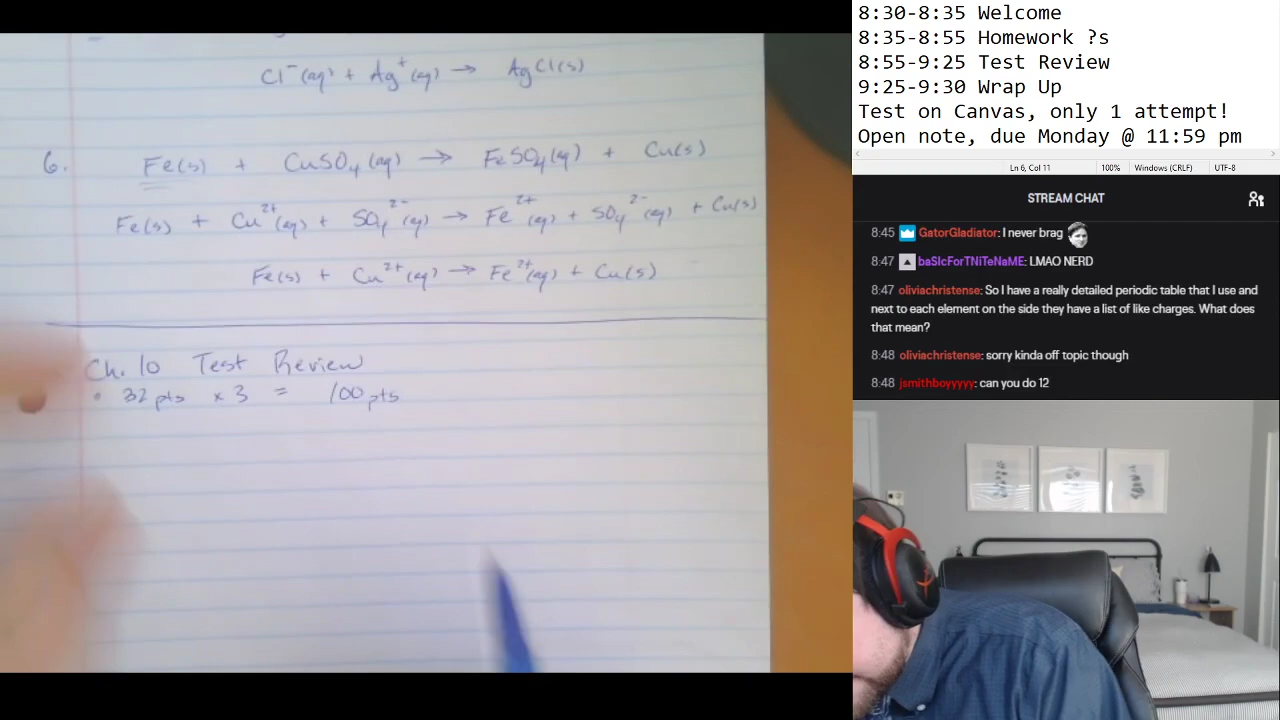 Cl⁻(aq) + Ag⁺(aq) → AgCl(s)
6. Fe(s) + CuSO₄(aq) → FeSO₄(aq) + Cu(s)
Fe(s) + Cu²⁺(aq) + SO₄²⁻(aq) → Fe²⁺(aq) + SO₄²⁻(aq) + Cu(s)
Fe(s) + Cu²⁺(aq) → Fe²⁺(aq) + Cu(s)
Ch. 10 Test Review
• 32 pts x 3 = 100 pts
8:30-8:35 Welcome
8:35-8:55 Homework ?s
8:55-9:25 Test Review
9:25-9:30 Wrap Up
Test on Canvas, only 1 attempt!
Open note, due Monday @ 11:59 pm
Ln 6, Col 11 100% Windows (CRLF) UTF-8
STREAM CHAT
8:45 GatorGladiator: I never brag
8:47 baSIcForTNiTeNaME: LMAO NERD
8:47 oliviachristense: So I have a really detailed periodic table that I use and
next to each element on the side they have a list of like charges. What does
that mean?
8:48 oliviachristense: sorry kinda off topic though
8:48 jsmithboyyyyy: can you do 12